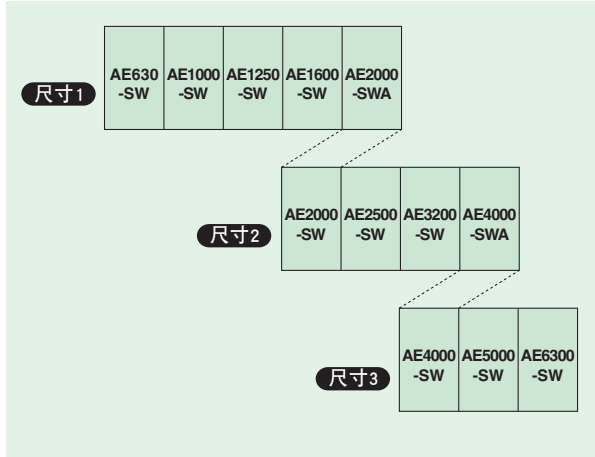 AE630 AE1000 AE1250 AE1600 AE2000
-SW -SW -SW -SW -SWA
尺寸1
AE2000 AE2500 AE3200 AE4000
-SW -SW -SW -SWA
尺寸2
AE4000 AE5000 AE6300
-SW -SW -SW
尺寸3